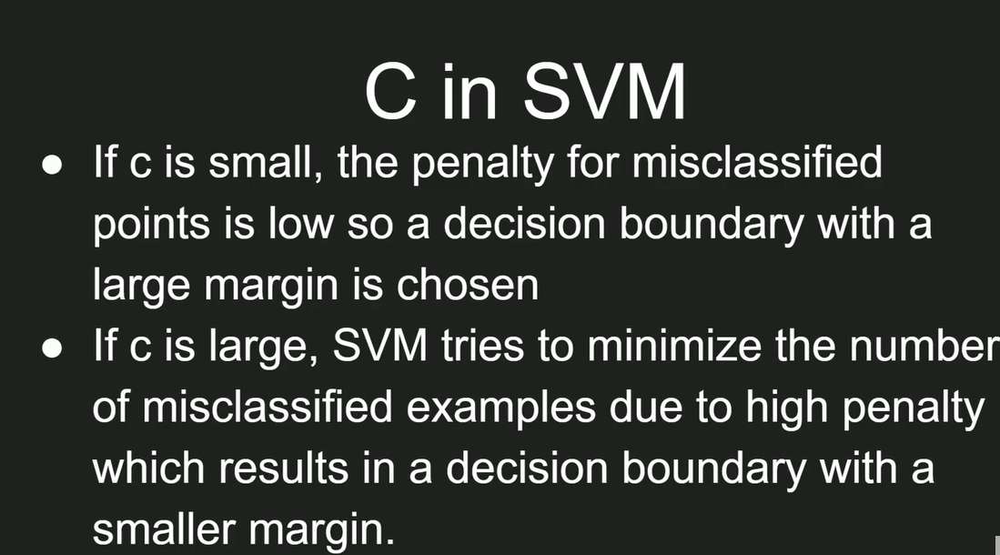 C in SVM
● If c is small, the penalty for misclassified
points is low so a decision boundary with a
large margin is chosen
● If c is large, SVM tries to minimize the number
of misclassified examples due to high penalty
which results in a decision boundary with a
smaller margin.